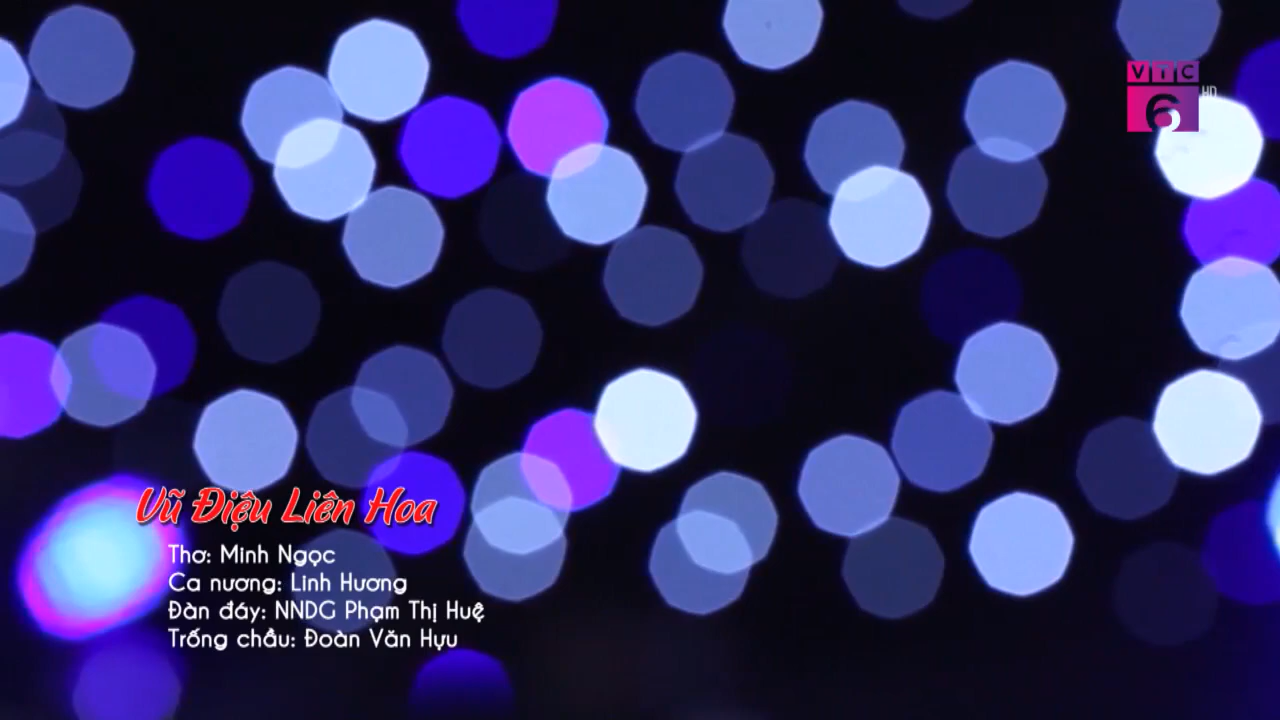 VTC
HD
6
Vũ Điệu Liên Hoa
Thơ: Minh Ngọc
Ca nương: Linh Hương
Đàn đáy: NNDG Phạm Thị Huệ
Trống chầu: Đoàn Văn Hựu